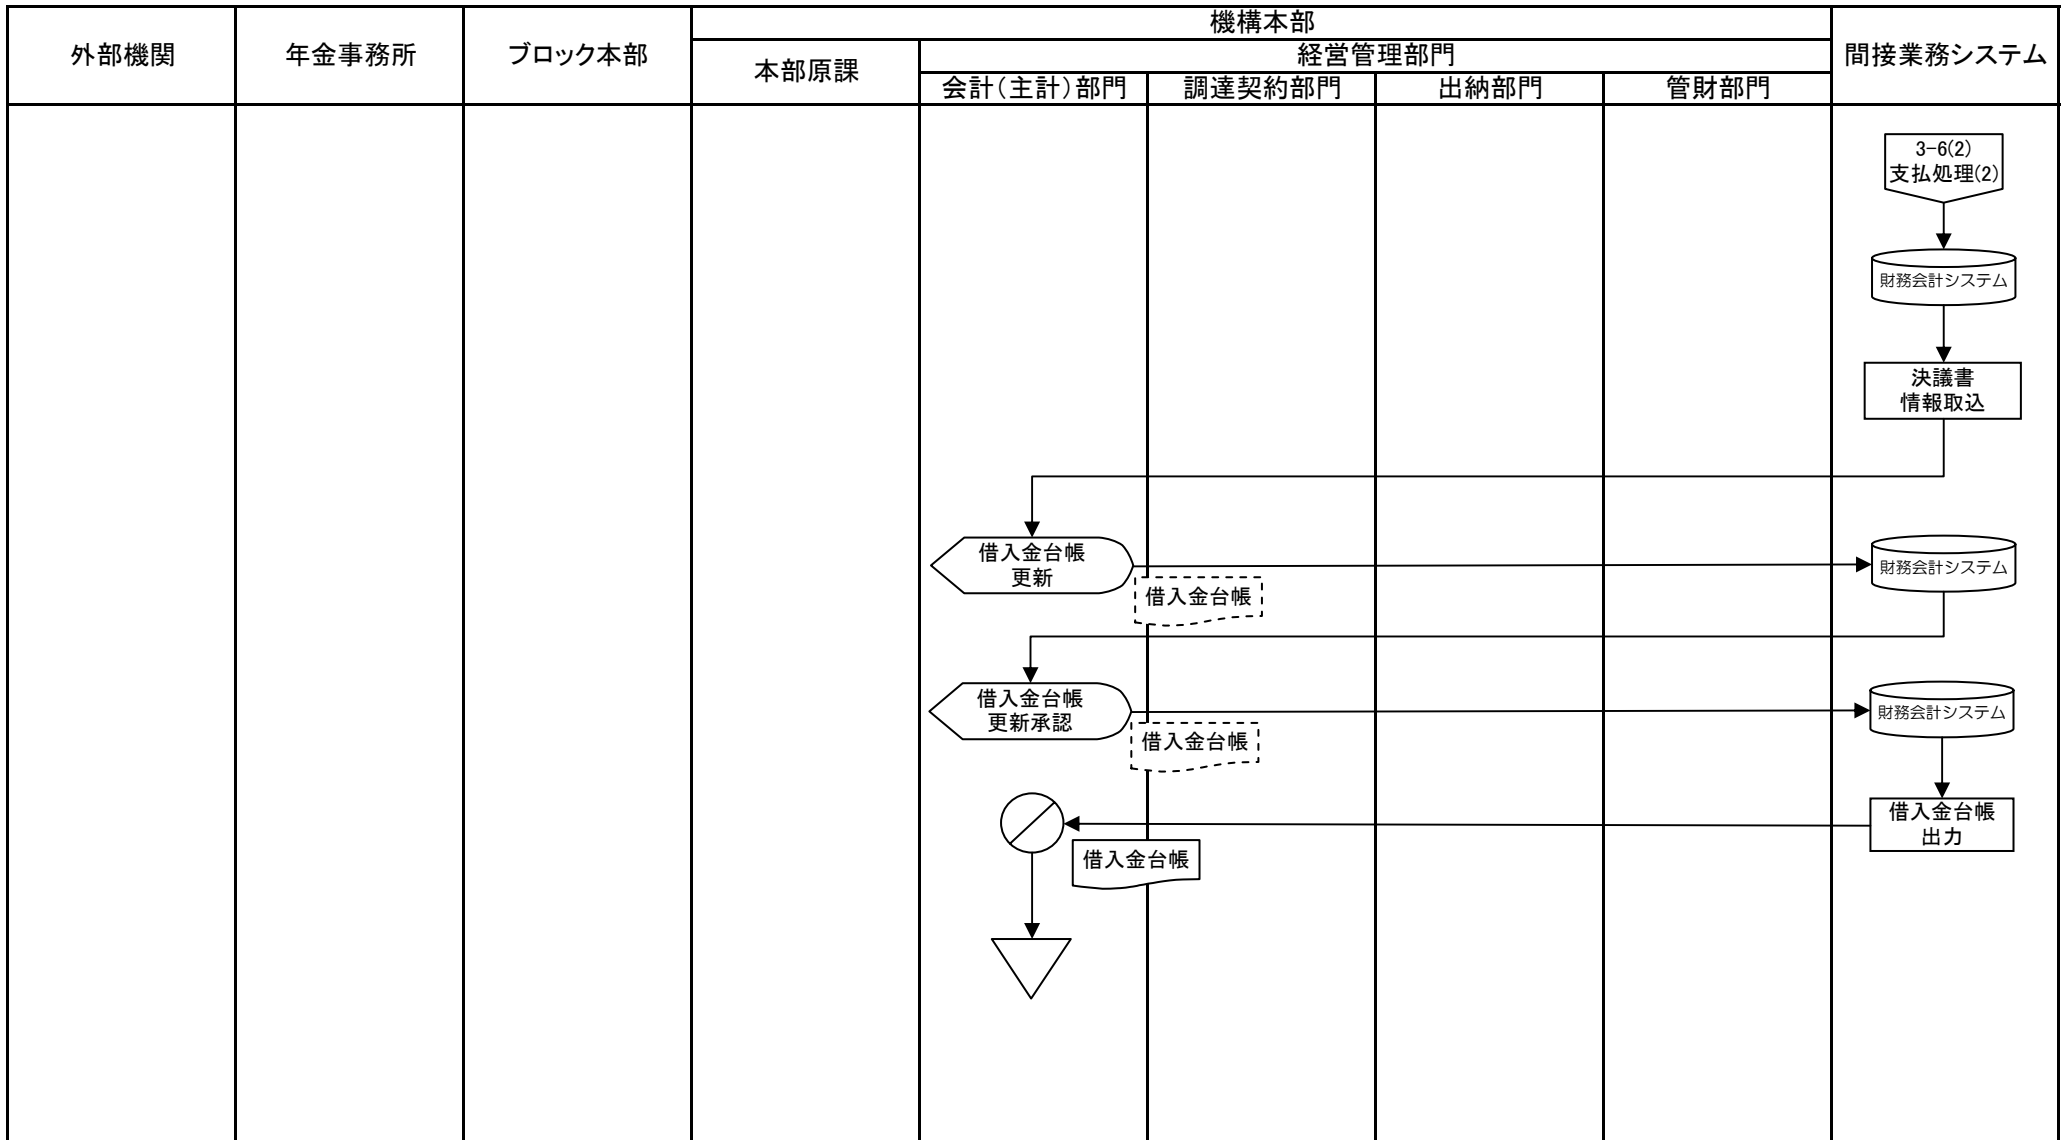 外部機関
年金事務所
ブロック本部
機構本部
本部原課
経営管理部門
会計(主計)部門
調達契約部門
出納部門
管財部門
間接業務システム
3-6(2)
支払処理(2)
財務会計システム
決議書
情報取込
借入金台帳
更新
借入金台帳
財務会計システム
借入金台帳
更新承認
借入金台帳
財務会計システム
借入金台帳
出力
借入金台帳